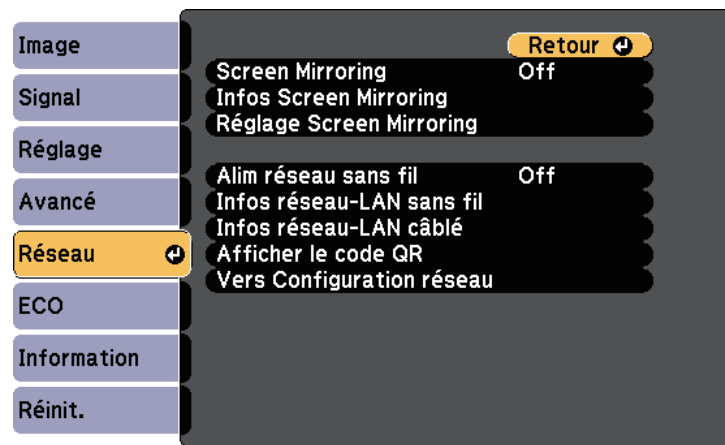 Image
Signal
Réglage
Avancé
Réseau
ECO
Information
Réinit.
Retour
Screen Mirroring Off
Infos Screen Mirroring
Réglage Screen Mirroring
Alim réseau sans fil Off
Infos réseau-LAN sans fil
Infos réseau-LAN câblé
Afficher le code QR
Vers Configuration réseau